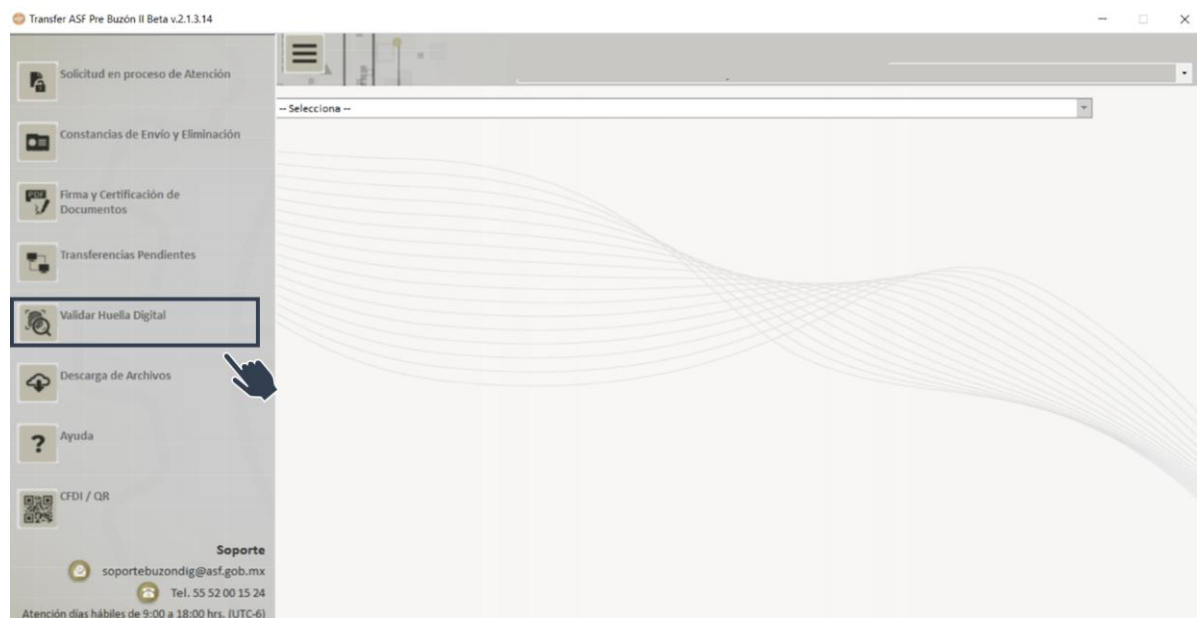 Transfer ASF Pre Buzón II Beta v.2.1.3.14
Solicitud en proceso de Atención
-- Selecciona --
Constancias de Envío y Eliminación
PDF
Firma y Certificación de
Documentos
Transferencias Pendientes
Validar Huella Digital
Descarga de Archivos
?
Ayuda
CFDI / QR
Soporte
soportebuzondig@asf.gob.mx
Tel. 55 52 00 15 24
Atención días hábiles de 9:00 a 18:00 hrs. (UTC-6)